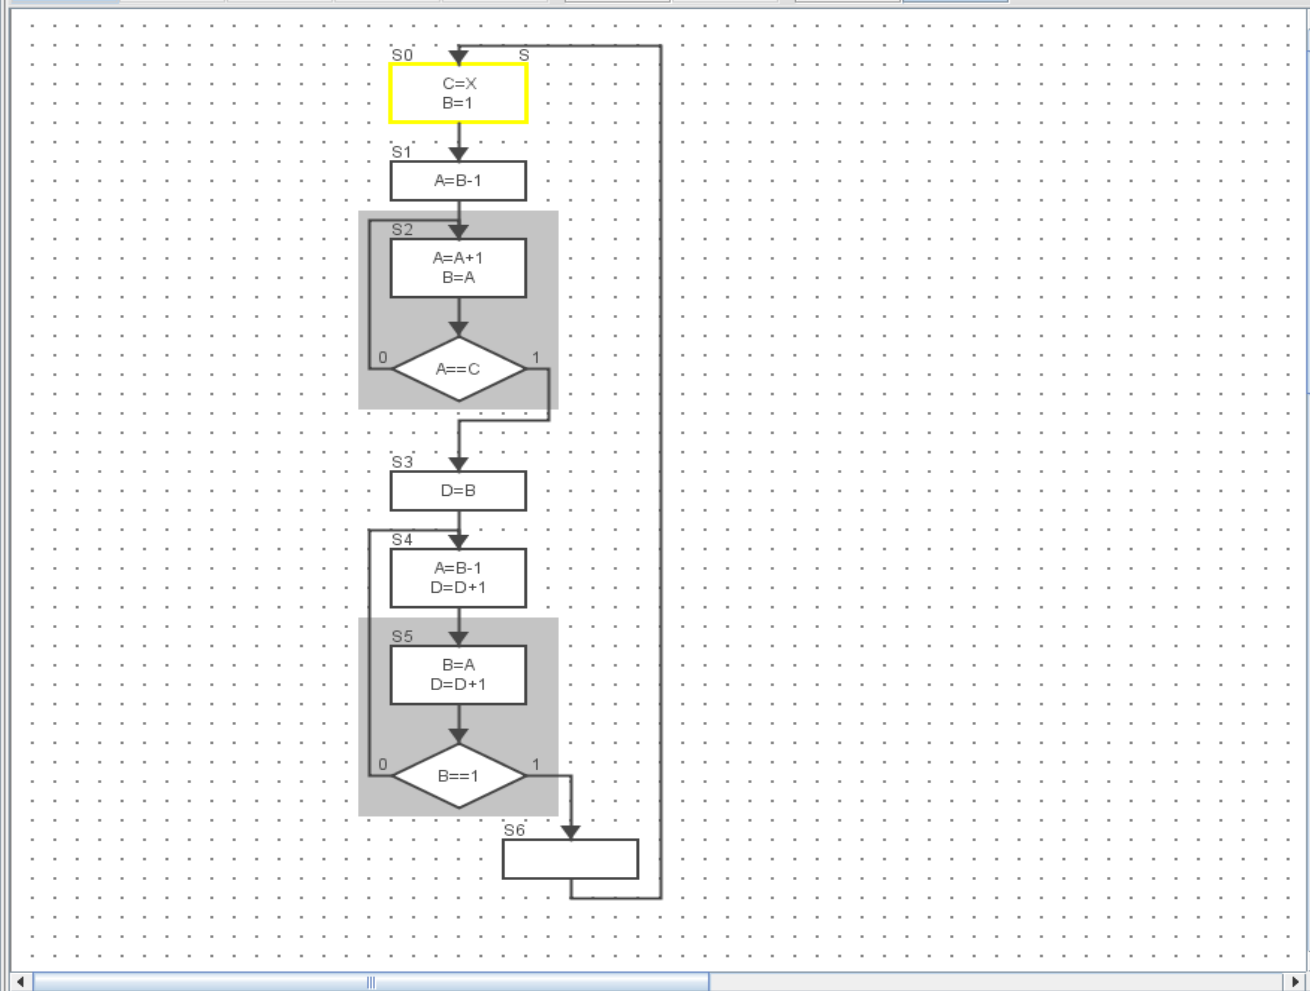 S0 S
C=X
B=1
S1
A=B-1
S2
A=A+1
B=A
0 1
A==C
S3
D=B
S4
A=B-1
D=D+1
S5
B=A
D=D+1
0 1
B==1
S6